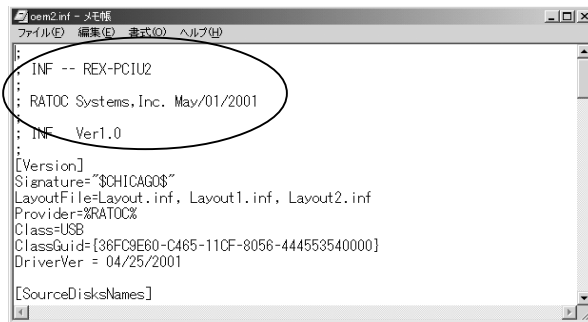 oem2.inf - メモ帳
ファイル(F) 編集(E) 書式(O) ヘルプ(H)
;
; INF -- REX-PCIU2
;
; RATOC Systems,Inc. May/01/2001
;
; INF   Ver1.0
;
[Version]
Signature="$CHICAGO$"
LayoutFile=Layout.inf, Layout1.inf, Layout2.inf
Provider=%RATOC%
Class=USB
ClassGuid={36FC9E60-C465-11CF-8056-444553540000}
DriverVer = 04/25/2001
[SourceDisksNames]